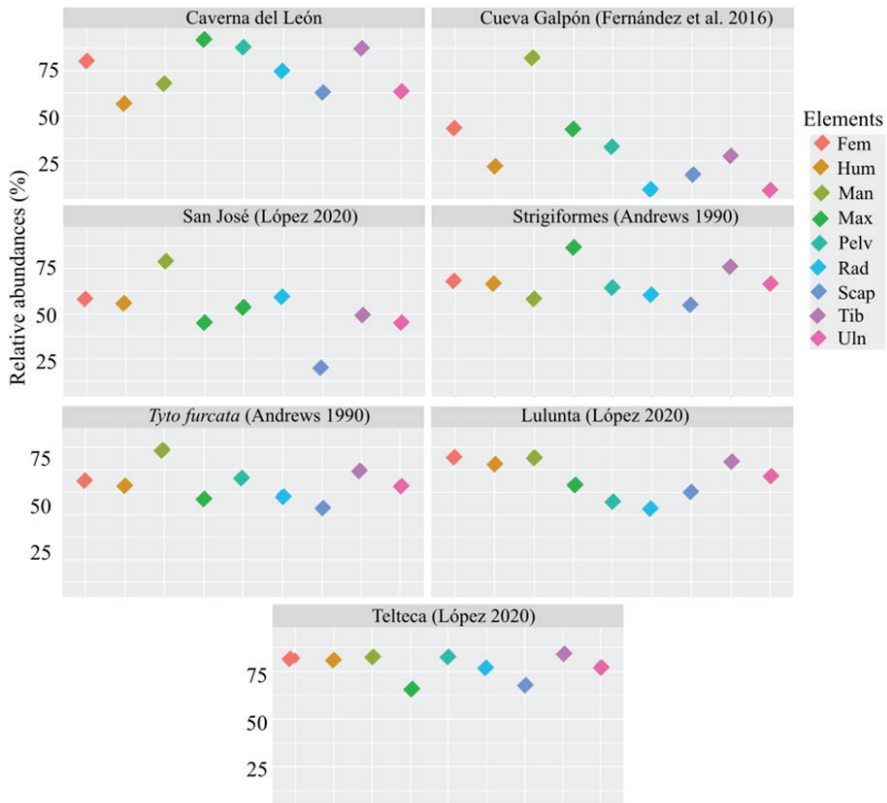 Caverna del León
Cueva Galpón (Fernández et al. 2016)
75
50
25
San José (López 2020)
Strigiformes (Andrews 1990)
75
50
25
Tyto furcata (Andrews 1990)
Lulunta (López 2020)
75
50
25
Telteca (López 2020)
75
50
25
Relative abundances (%)
Elements
Fem
Hum
Man
Max
Pelv
Rad
Scap
Tib
Uln